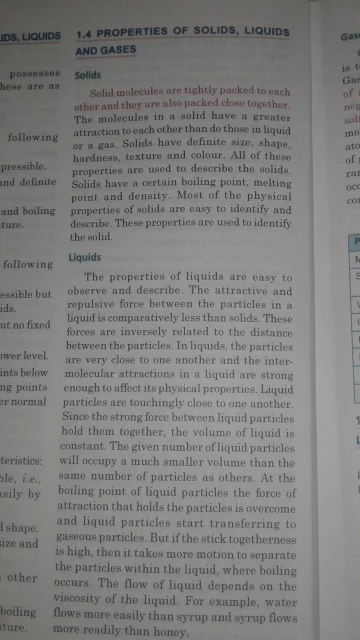 IDS, LIQUIDS
possesses
hese are as
following
pressible.
and definite
and boiling
ture.
following
essible but
ids.
ut no fixed
ower level.
ints below
ng points
er normal
teristics:
ble, i.e.,
asily by
d shape.
size and
other
boiling
ture.
1.4 PROPERTIES OF SOLIDS, LIQUIDS
AND GASES
Solids
Solid molecules are tightly packed to each
other and they are also packed close together.
The molecules in a solid have a greater
attraction to each other than do those in liquid
or a gas. Solids have definite size, shape,
hardness, texture and colour. All of these
properties are used to describe the solids.
Solids have a certain boiling point, melting
point and density. Most of the physical
properties of solids are easy to identify and
describe. These properties are used to identify
the solid.
Liquids
The properties of liquids are easy to
observe and describe. The attractive and
repulsive force between the particles in a
liquid is comparatively less than solids. These
forces are inversely related to the distance
between the particles. In liquids, the particles
are very close to one another and the inter-
molecular attractions in a liquid are strong
enough to affect its physical properties. Liquid
particles are touchingly close to one another.
Since the strong force between liquid particles
hold them together, the volume of liquid is
constant. The given number of liquid particles
will occupy a much smaller volume than the
same number of particles as others. At the
boiling point of liquid particles the force of
attraction that holds the particles is overcome
and liquid particles start transferring to
gaseous particles. But if the stick togetherness
is high, then it takes more motion to separate
the particles within the liquid, where boiling
occurs. The flow of liquid depends on the
viscosity of the liquid. For example, water
flows more easily than syrup and syrup flows
more readily than honey.
Gase
is t
Gas
of
neg
soli
mo
ato
of
ra
occ
co